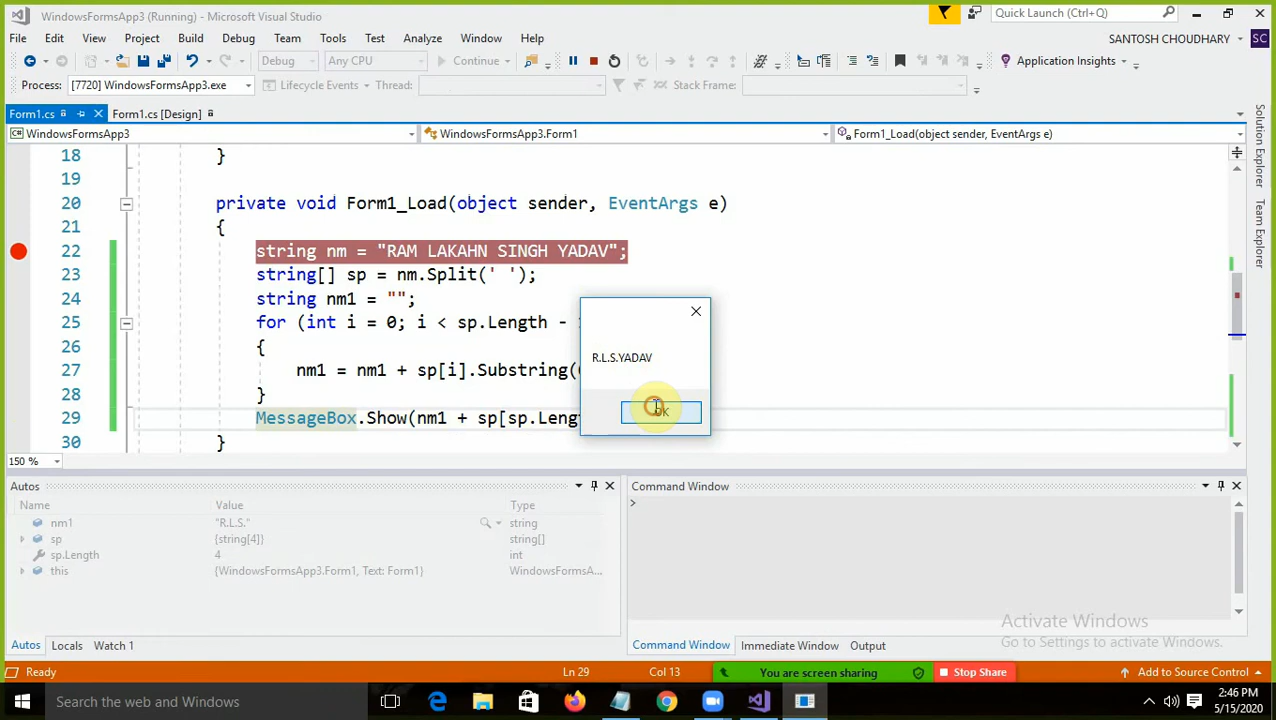 WindowsFormsApp3 (Running) - Microsoft Visual Studio
Quick Launch (Ctrl+Q)
File Edit View Project Build Debug Team Tools Test Analyze Window Help
SANTOSH CHOUDHARY SC
Debug Any CPU Continue Application Insights
Process: [7720] WindowsFormsApp3.exe Lifecycle Events Thread: Stack Frame:
Form1.cs Form1.cs [Design]
WindowsFormsApp3 WindowsFormsApp3.Form1 Form1_Load(object sender, EventArgs e)
18 }
19
20 private void Form1_Load(object sender, EventArgs e)
21 {
22 string nm = "RAM LAKAHN SINGH YADAV";
23 string[] sp = nm.Split(' ');
24 string nm1 = "";
25 for (int i = 0; i < sp.Length -
26 {
27 nm1 = nm1 + sp[i].Substring(
28 }
29 MessageBox.Show(nm1 + sp[sp.Lengt
30 }
R.L.S.YADAV
OK
Solution Explorer
Team Explorer
150 %
Autos
Name Value Type
nm1 "R.L.S." string
sp {string[4]} string[]
sp.Length 4 int
this {WindowsFormsApp3.Form1, Text: Form1} WindowsFormsA...
Autos Locals Watch 1
Command Window
>
Command Window Immediate Window Output
Activate Windows
Go to Settings to activate Windows.
Ready Ln 29 Col 13 You are screen sharing Stop Share Add to Source Control
Search the web and Windows
2:46 PM
5/15/2020